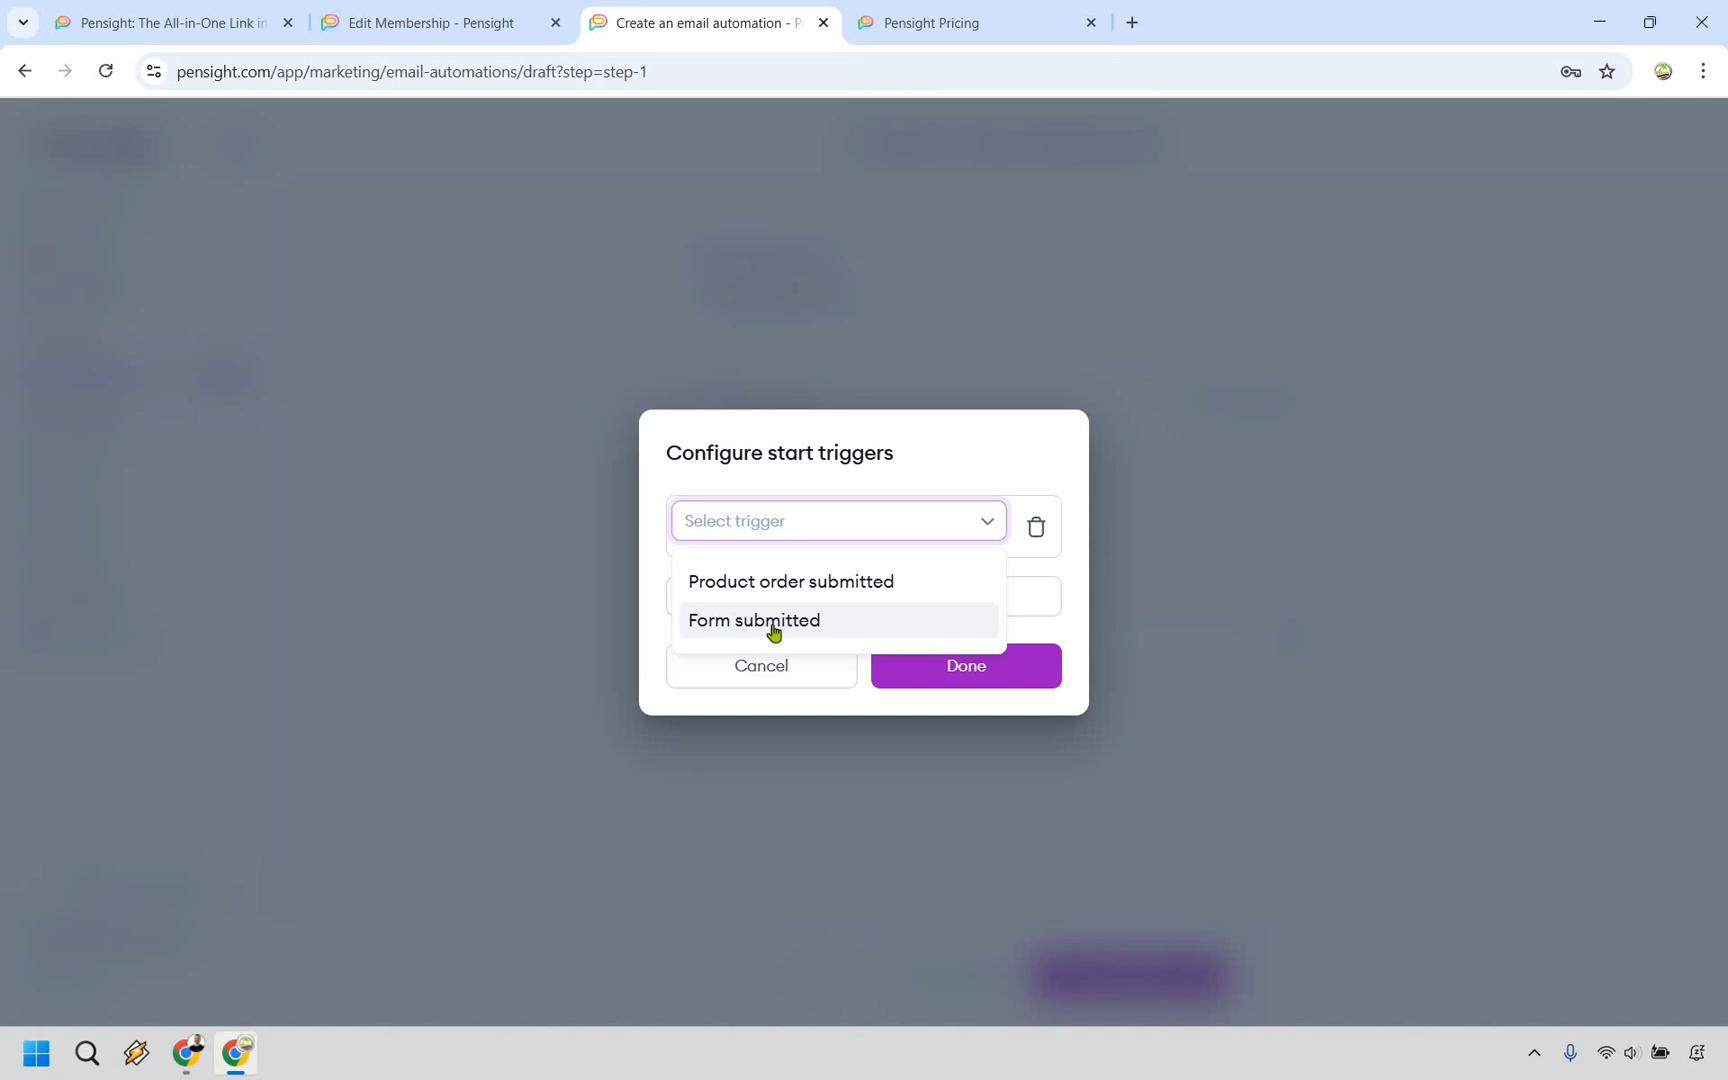 Pensight: The All-in-One Link in
Edit Membership - Pensight
Create an email automation - P
Pensight Pricing
pensight.com/app/marketing/email-automations/draft?step=step-1
Configure start triggers
Select trigger
Product order submitted
Form submitted
Cancel
Done